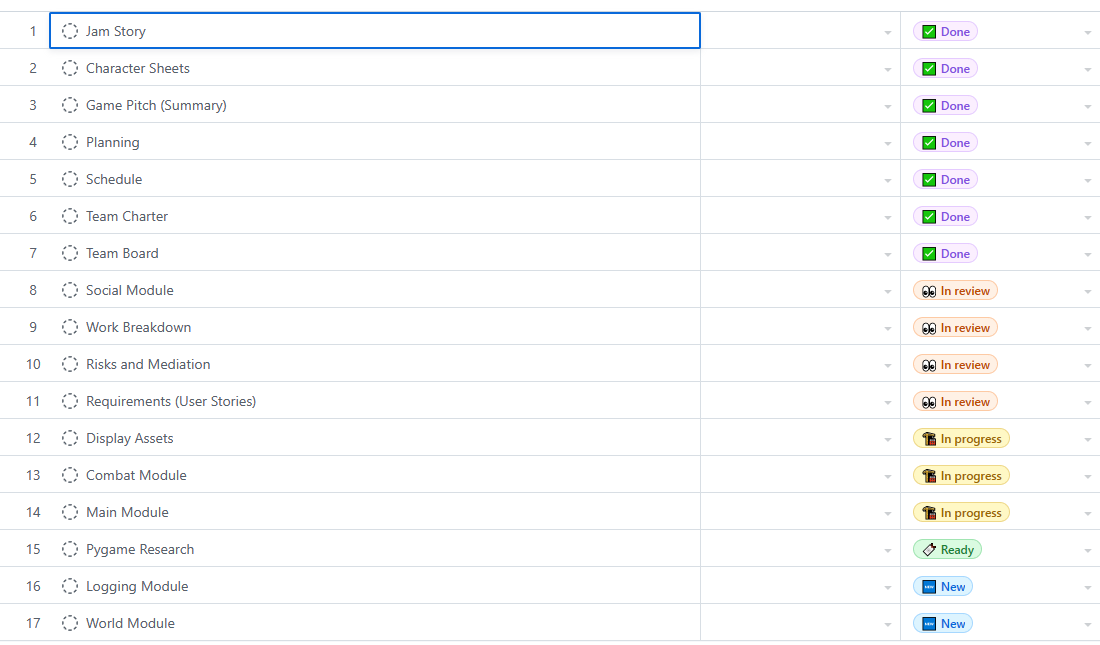 1 Jam Story Done
2 Character Sheets Done
3 Game Pitch (Summary) Done
4 Planning Done
5 Schedule Done
6 Team Charter Done
7 Team Board Done
8 Social Module In review
9 Work Breakdown In review
10 Risks and Mediation In review
11 Requirements (User Stories) In review
12 Display Assets In progress
13 Combat Module In progress
14 Main Module In progress
15 Pygame Research Ready
16 Logging Module New
17 World Module New